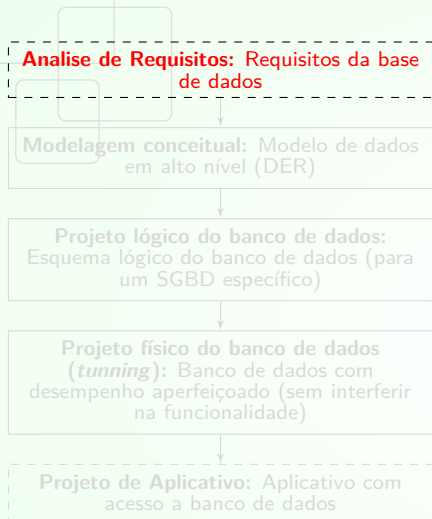 Analise de Requisitos: Requisitos da base
de dados
Modelagem conceitual: Modelo de dados
em alto nível (DER)
Projeto lógico do banco de dados:
Esquema lógico do banco de dados (para
um SGBD específico)
Projeto físico do banco de dados
(tunning): Banco de dados com
desempenho aperfeiçoado (sem interferir
na funcionalidade)
Projeto de Aplicativo: Aplicativo com
acesso a banco de dados